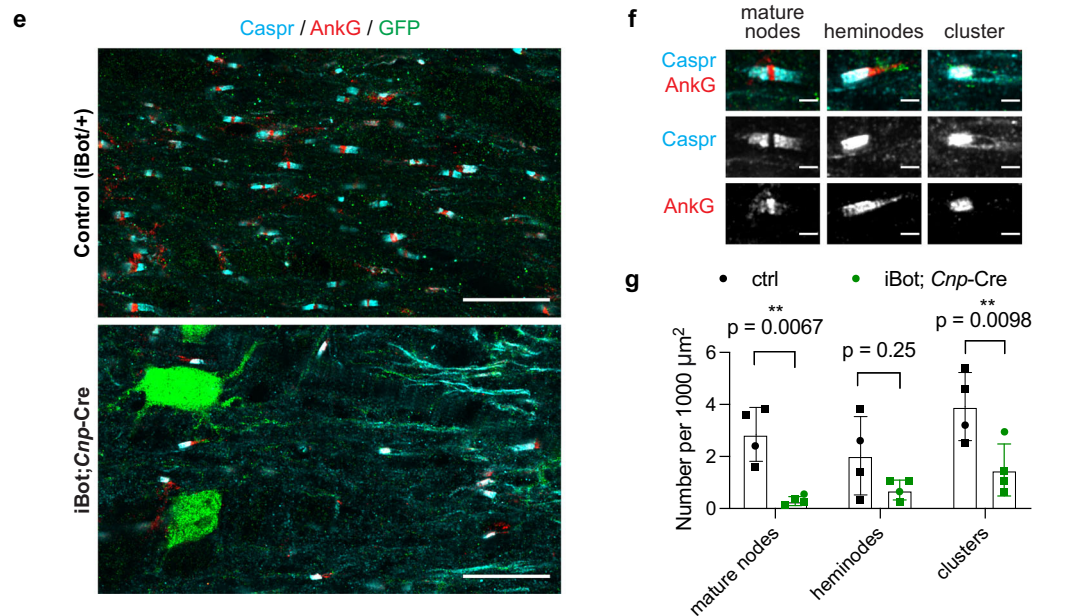 e
Caspr / AnkG / GFP
Control (iBot/+)
iBot;Cnp-Cre
f
mature nodes
heminodes
cluster
Caspr
AnkG
Caspr
AnkG
g
ctrl
iBot; Cnp-Cre
**
p = 0.0067
p = 0.25
**
p = 0.0098
Number per 1000 µm²
6
4
2
0
mature nodes
heminodes
clusters